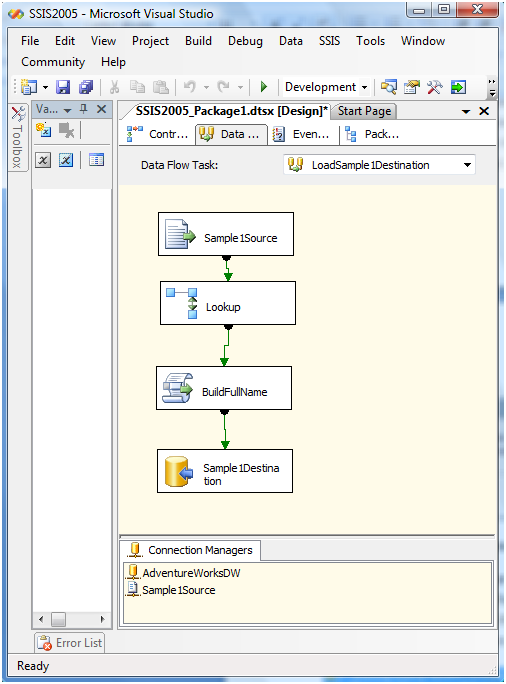 SSIS2005 - Microsoft Visual Studio
File Edit View Project Build Debug Data SSIS Tools Window
Community Help
Development
Toolbox
Va...
SSIS2005_Package1.dtsx [Design]* Start Page
Contr... Data ... Even... Pack...
Data Flow Task: LoadSample1Destination
Sample1Source
Lookup
BuildFullName
Sample1Destina
tion
Connection Managers
AdventureWorksDW
Sample1Source
Error List
Ready